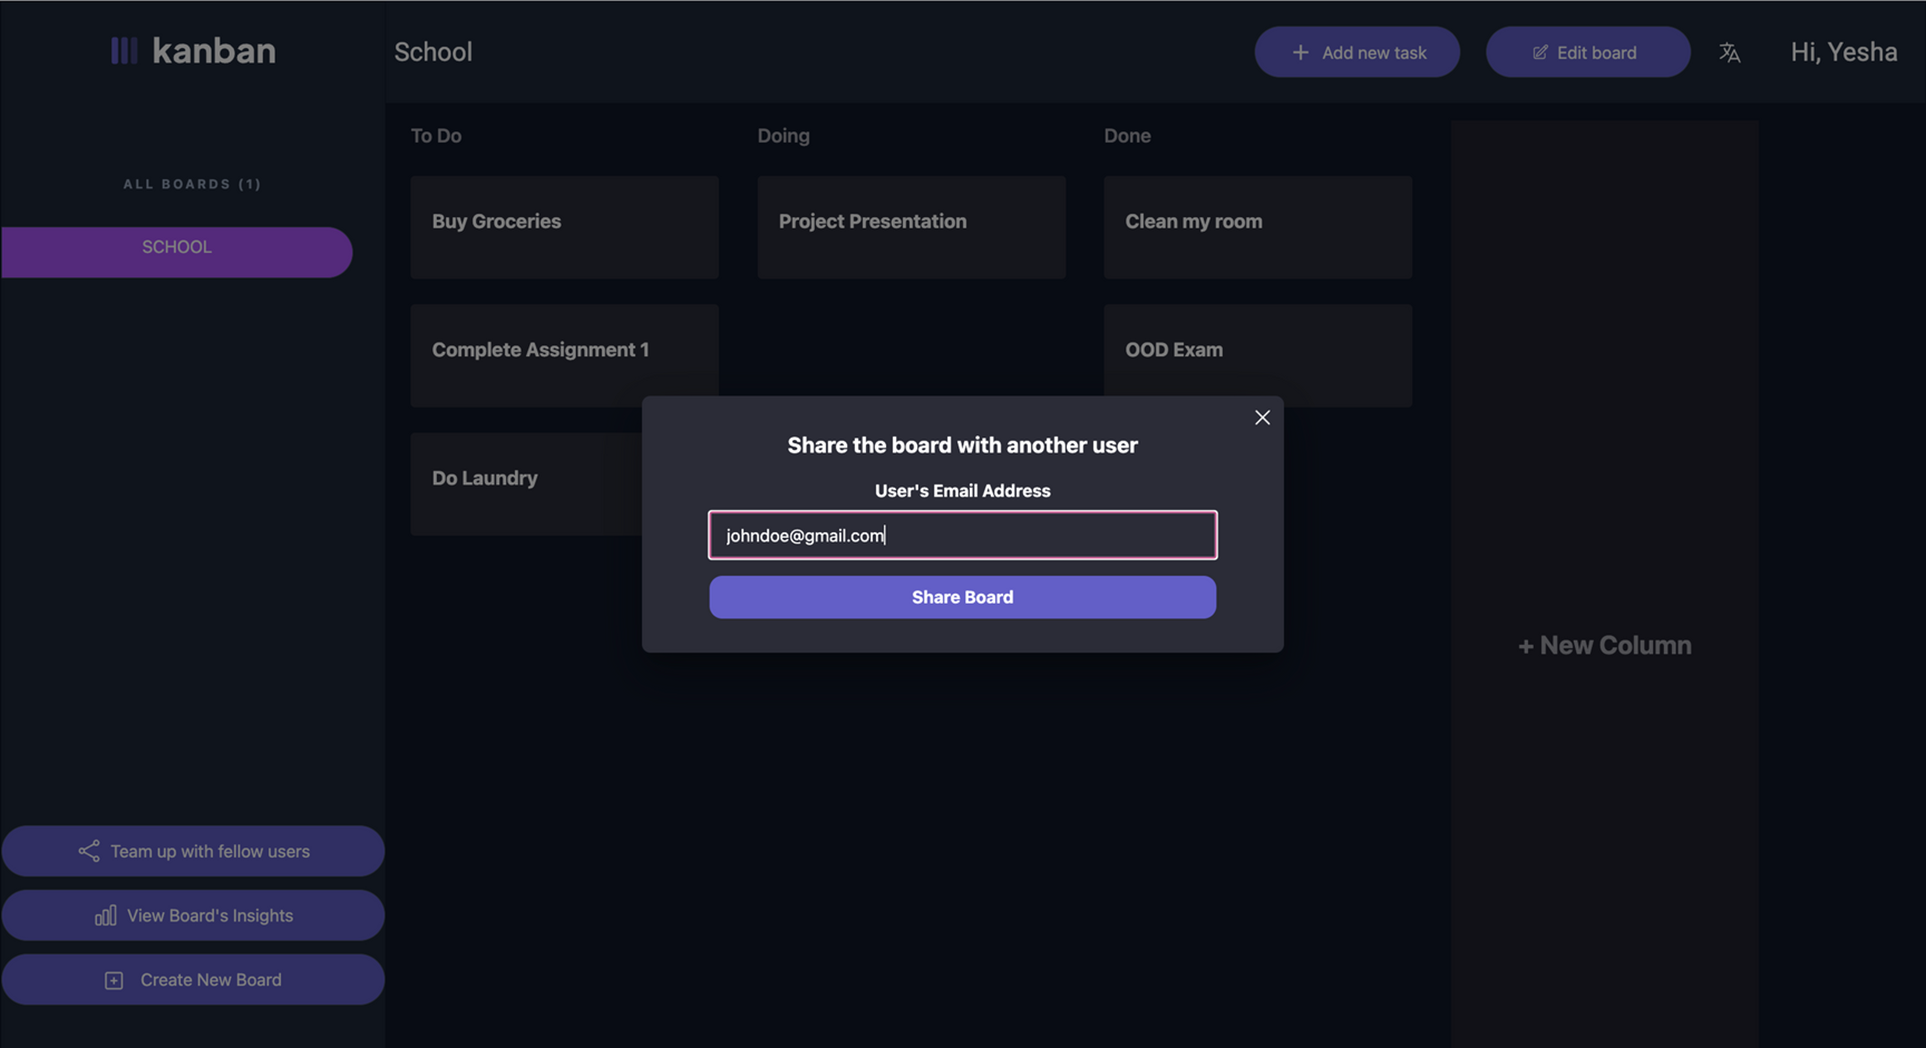 kanban
School
+ Add new task
Edit board
Hi, Yesha
ALL BOARDS (1)
SCHOOL
To Do
Buy Groceries
Complete Assignment 1
Do Laundry
Doing
Project Presentation
Done
Clean my room
OOD Exam
+ New Column
Share the board with another user
User's Email Address
johndoe@gmail.com
Share Board
Team up with fellow users
View Board's Insights
Create New Board